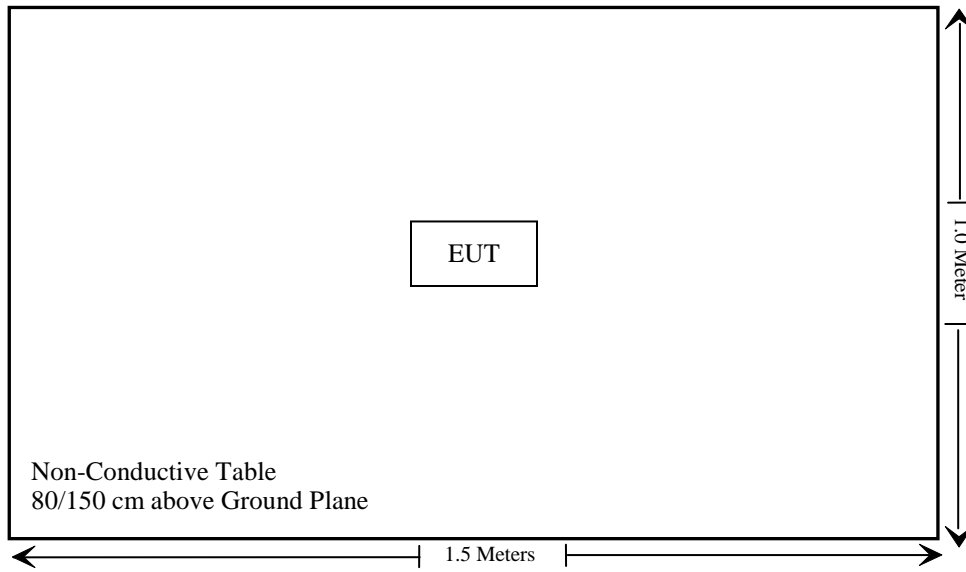 EUT
1.0 Meter
Non-Conductive Table
80/150 cm above Ground Plane
1.5 Meters